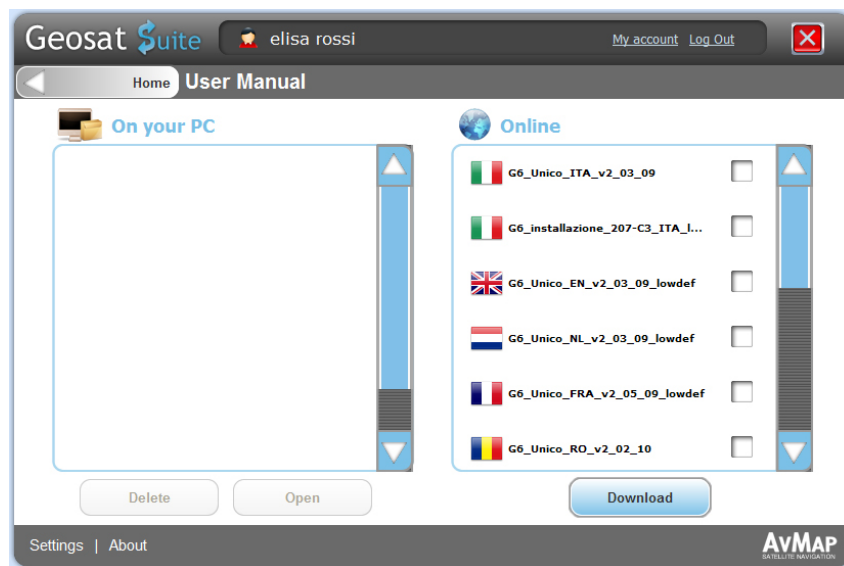 Geosat Suite elisa rossi My account Log Out
Home User Manual
On your PC
Online
G6_Unico_ITA_v2_03_09
G6_installazione_207-C3_ITA_l...
G6_Unico_EN_v2_03_09_lowdef
G6_Unico_NL_v2_03_09_lowdef
G6_Unico_FRA_v2_05_09_lowdef
G6_Unico_RO_v2_02_10
Delete Open Download
Settings | About
AvMap
SATELLITE NAVIGATION